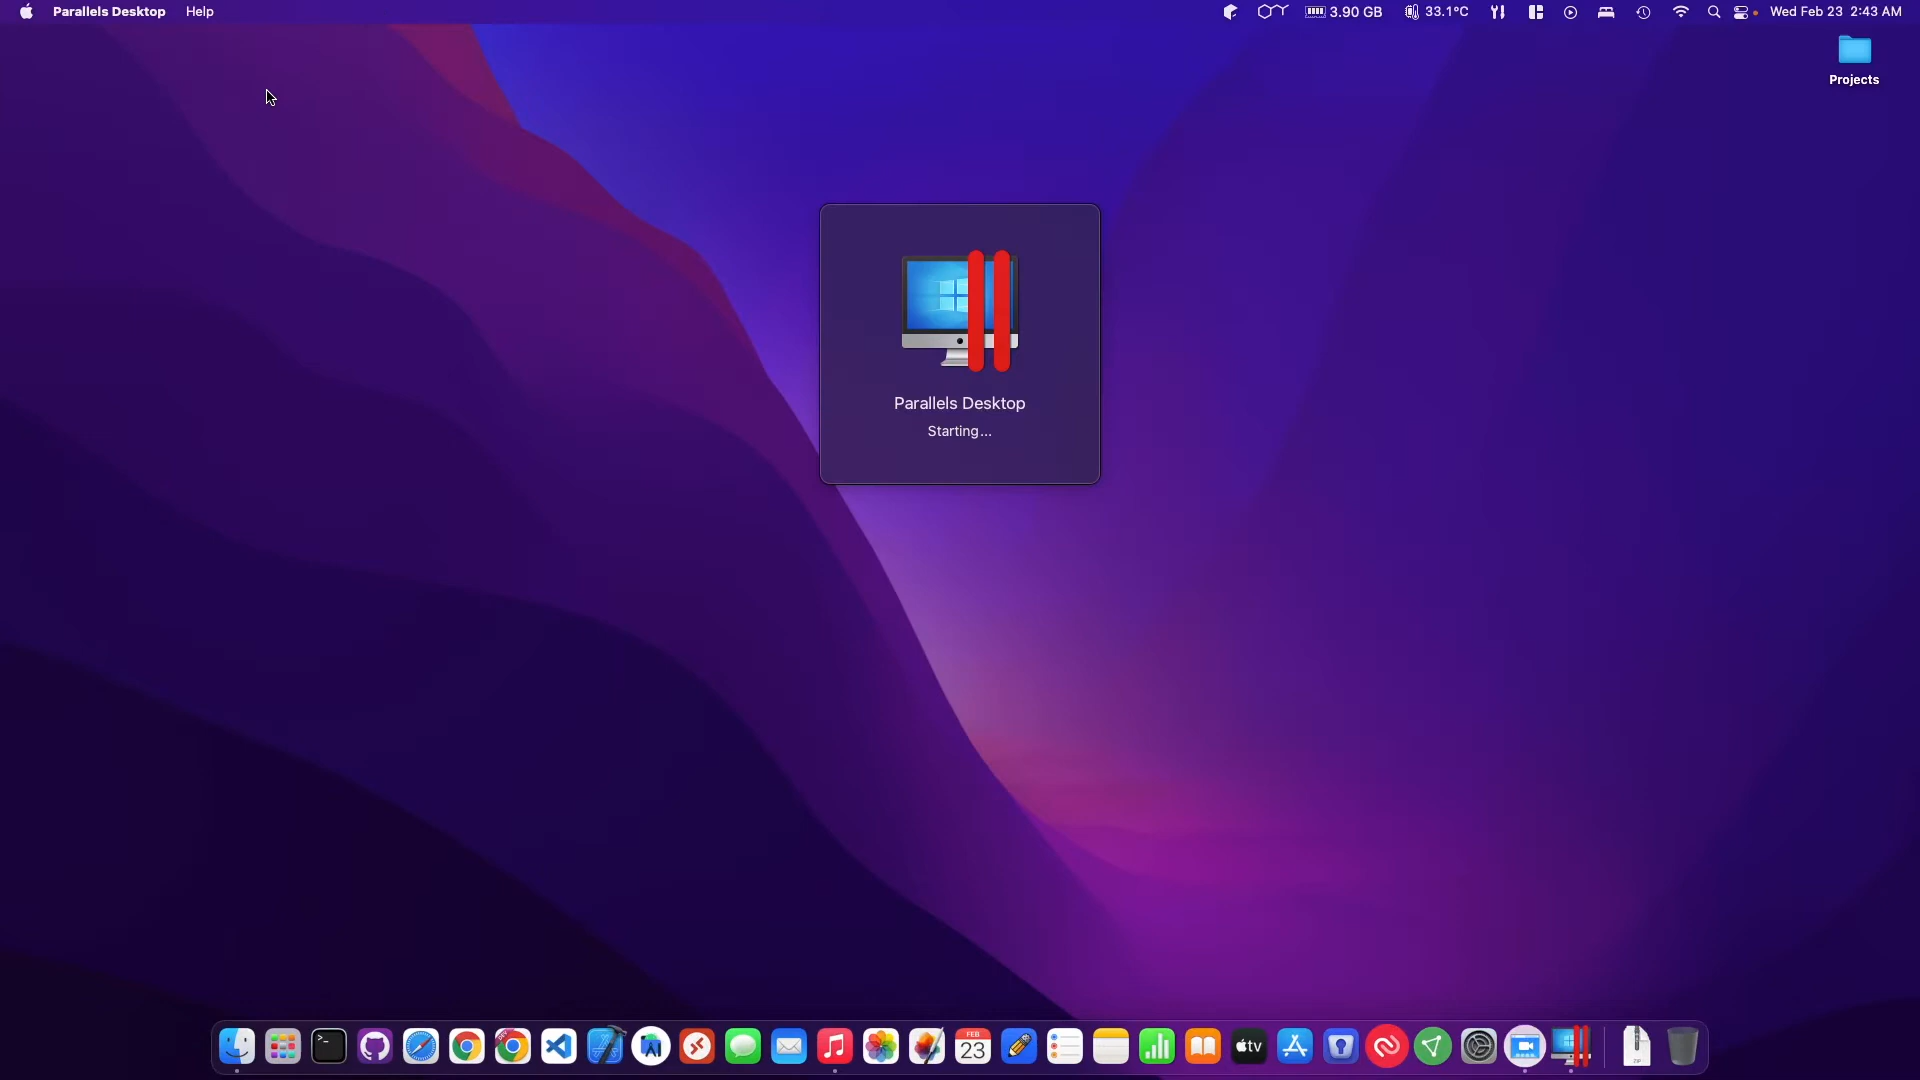 Parallels Desktop Help 3.90 GB 33.1°C Wed Feb 23 2:43 AM
Projects
Parallels Desktop
Starting...
FEB
23
tv
ZIP